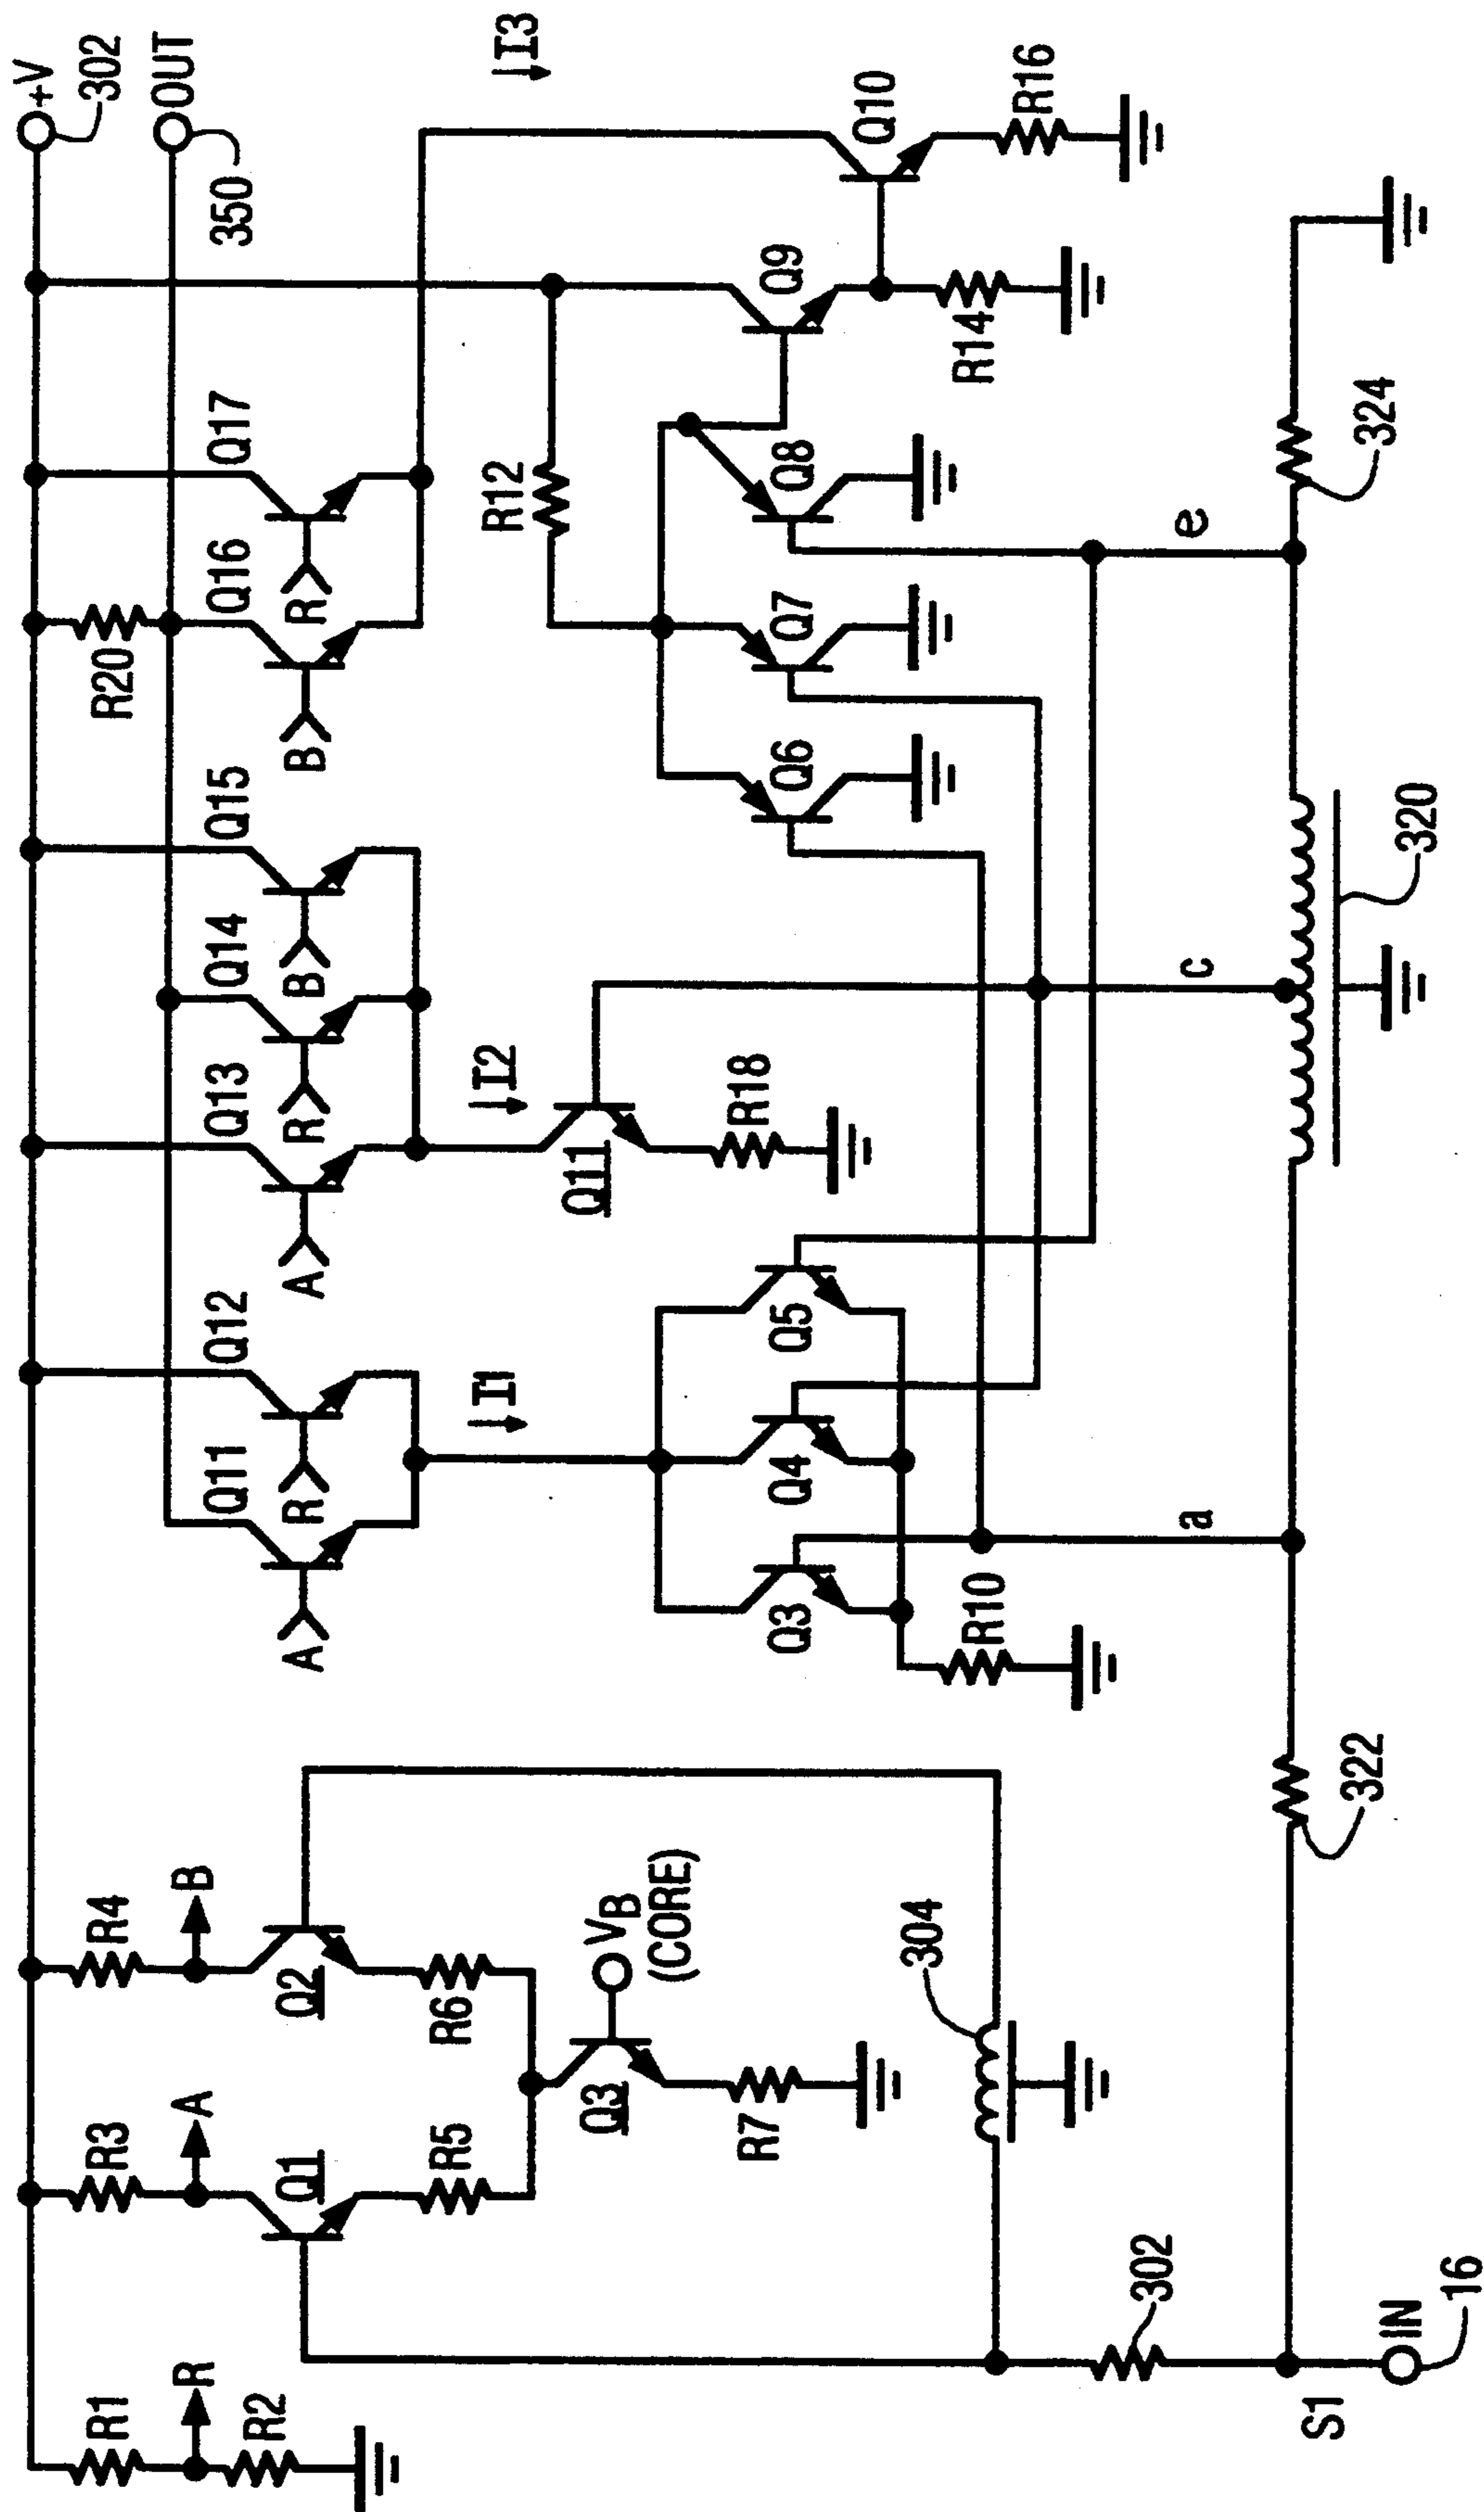 +V
302
OUT
350
I3
R1
R
R2
R3
A
R4
B
Q1
Q2
R5
R6
Q3
VB
(CORE)
R7
304
302
S1
IN
16
322
Q11
Q12
A
R
I1
Q3
Q4
Q5
R10
a
Q13
Q14
Q15
A
R
B
I2
Q11
R18
c
320
R20
Q16
Q17
B
R
R12
Q6
Q7
Q8
Q9
R14
Q10
R16
e
324